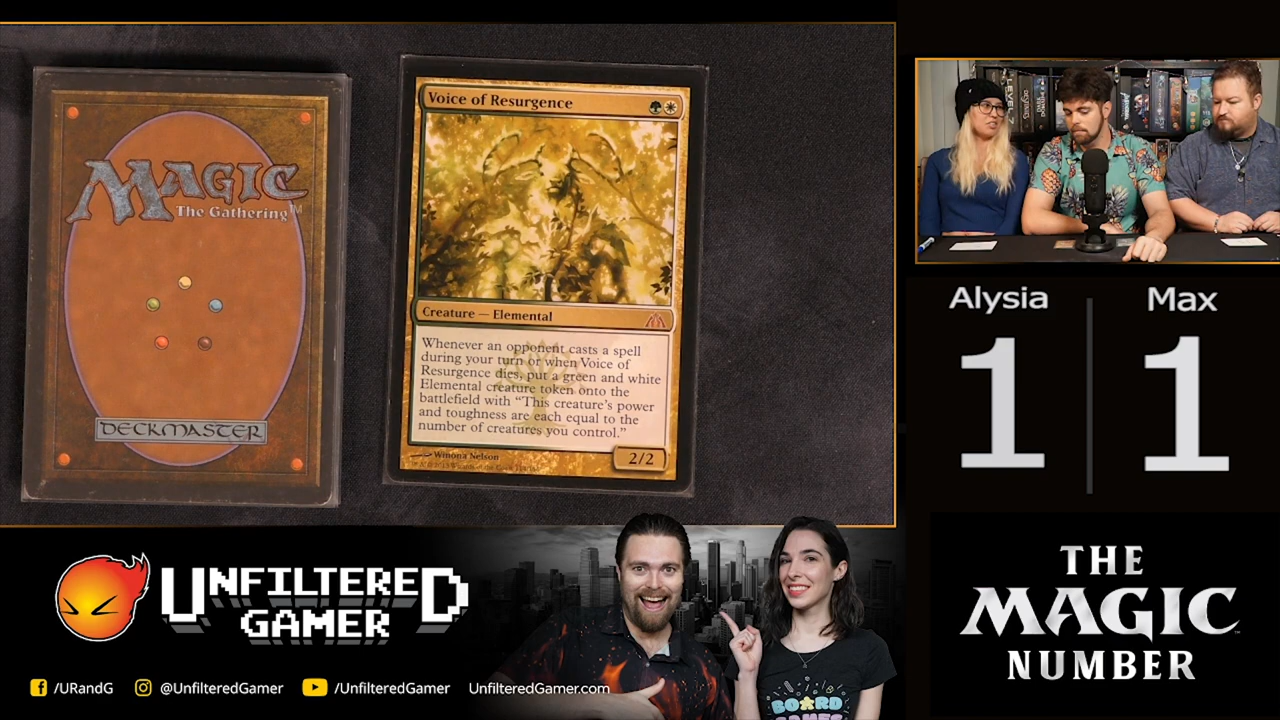 MAGIC
The Gathering
DECKMASTER
Voice of Resurgence
Creature — Elemental
Whenever an opponent casts a spell
during your turn or when Voice of
Resurgence dies, put a green and white
Elemental creature token onto the
battlefield with “This creature's power
and toughness are each equal to the
number of creatures you control.”
Winona Nelson
2/2
Alysia
Max
1
1
THE
MAGIC
NUMBER
UNFILTERED
GAMER
/URandG
@UnfilteredGamer
/UnfilteredGamer
UnfilteredGamer.com
BOARD
GAMES